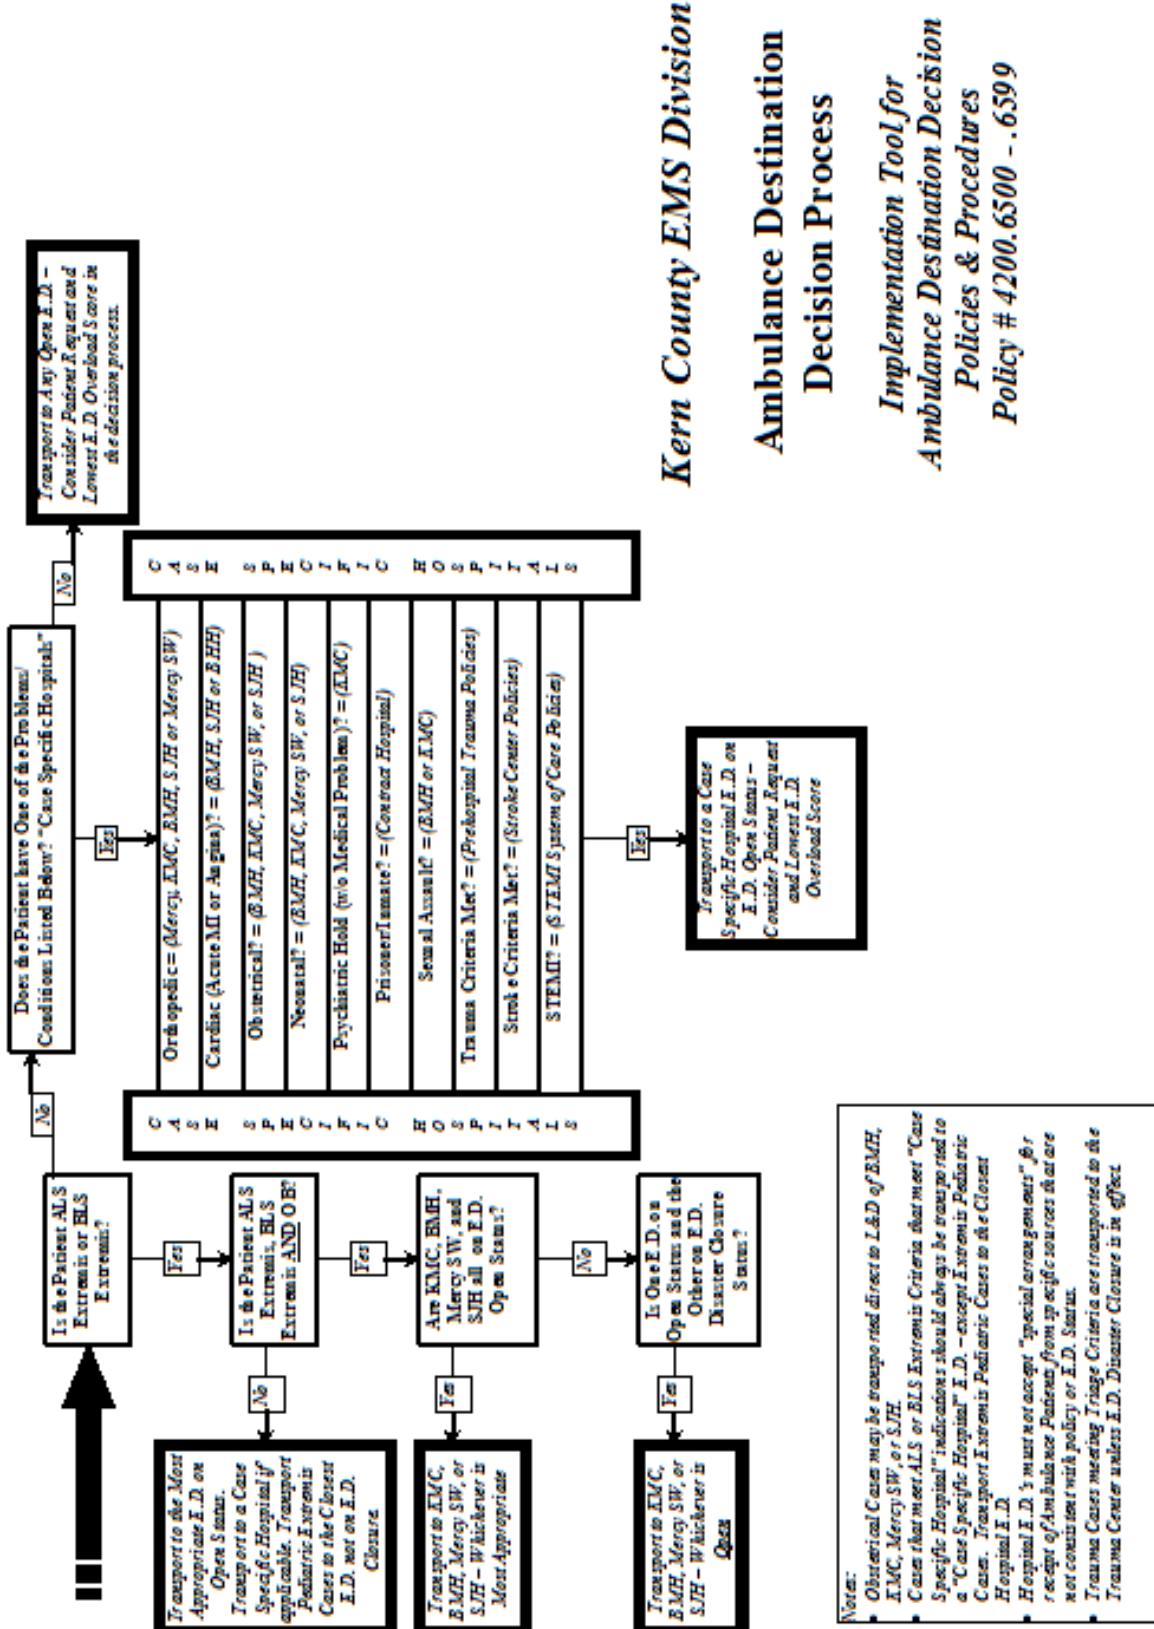 Is the Patient ALS
Extremis or BLS
Extremis?
No
Does the Patient have One of the Problems/
Conditions Listed Below? "Case Specific Hospitals"
No
Transport to Any Open E.D. –
Consider Patient Request and
Lowest E.D. Overload Score in
the decision process.
Yes
Yes
Is the Patient ALS
Extremis, BLS
Extremis AND OB?
No
Transport to the Most
Appropriate E.D. on
Open Status.
Transport to a Case
Specific Hospital if
applicable. Transport
Pediatric Extremis
Cases to the Closest
E.D. not on E.D.
Closure.
Yes
Are KMC, BMH,
Mercy SW, and
SJH all on E.D.
Open Status?
Yes
Transport to KMC,
BMH, Mercy SW, or
SJH – Whichever is
Most Appropriate
No
Is One E.D. on
Open Status and the
Other on E.D.
Disaster Closure
Status?
Yes
Transport to KMC,
BMH, Mercy SW, or
SJH – Whichever is
Open
CASE SPECIFIC HOSPITIALS
Orthopedic = (Mercy, KMC, BMH, SJH or Mercy SW)
Cardiac (Acute MI or Angina)? = (BMH, SJH or BHH)
Obstetrical? = (BMH, KMC, Mercy SW, or SJH )
Neonatal? = (BMH, KMC, Mercy SW, or SJH)
Psychiatric Hold (w/o Medical Problem)? = (KMC)
Prisoner/Inmate? = (Contract Hospital)
Sexual Assault? = (BMH or KMC)
Trauma Criteria Met? = (Prehospital Trauma Policies)
Stroke Criteria Met? = (Stroke Center Policies)
STEMI? = (STEMI System of Care Policies)
CASE SPECIFIC HOSPITIALS
Yes
Transport to a Case
Specific Hospital E.D. on
E.D. Open Status –
Consider Patient Request
and Lowest E.D.
Overload Score
Kern County EMS Division
Ambulance Destination
Decision Process
Implementation Tool for
Ambulance Destination Decision
Policies & Procedures
Policy # 4200.6500 - .6599
Notes:
• Obstetrical Cases may be transported direct to L&D of BMH,
KMC, Mercy SW, or SJH.
• Cases that meet ALS or BLS Extremis Criteria that meet "Case
Specific Hospital" indications should always be transported to
a "Case Specific Hospital" E.D. – except Extremis Pediatric
Cases. Transport Extremis Pediatric Cases to the Closest
Hospital E.D.
• Hospital E.D.'s must not accept "special arrangements" for
receipt of Ambulance Patients from specific sources that are
not consistent with policy or E.D. Status.
• Trauma Cases meeting Triage Criteria are transported to the
Trauma Center unless E.D. Disaster Closure is in effect.